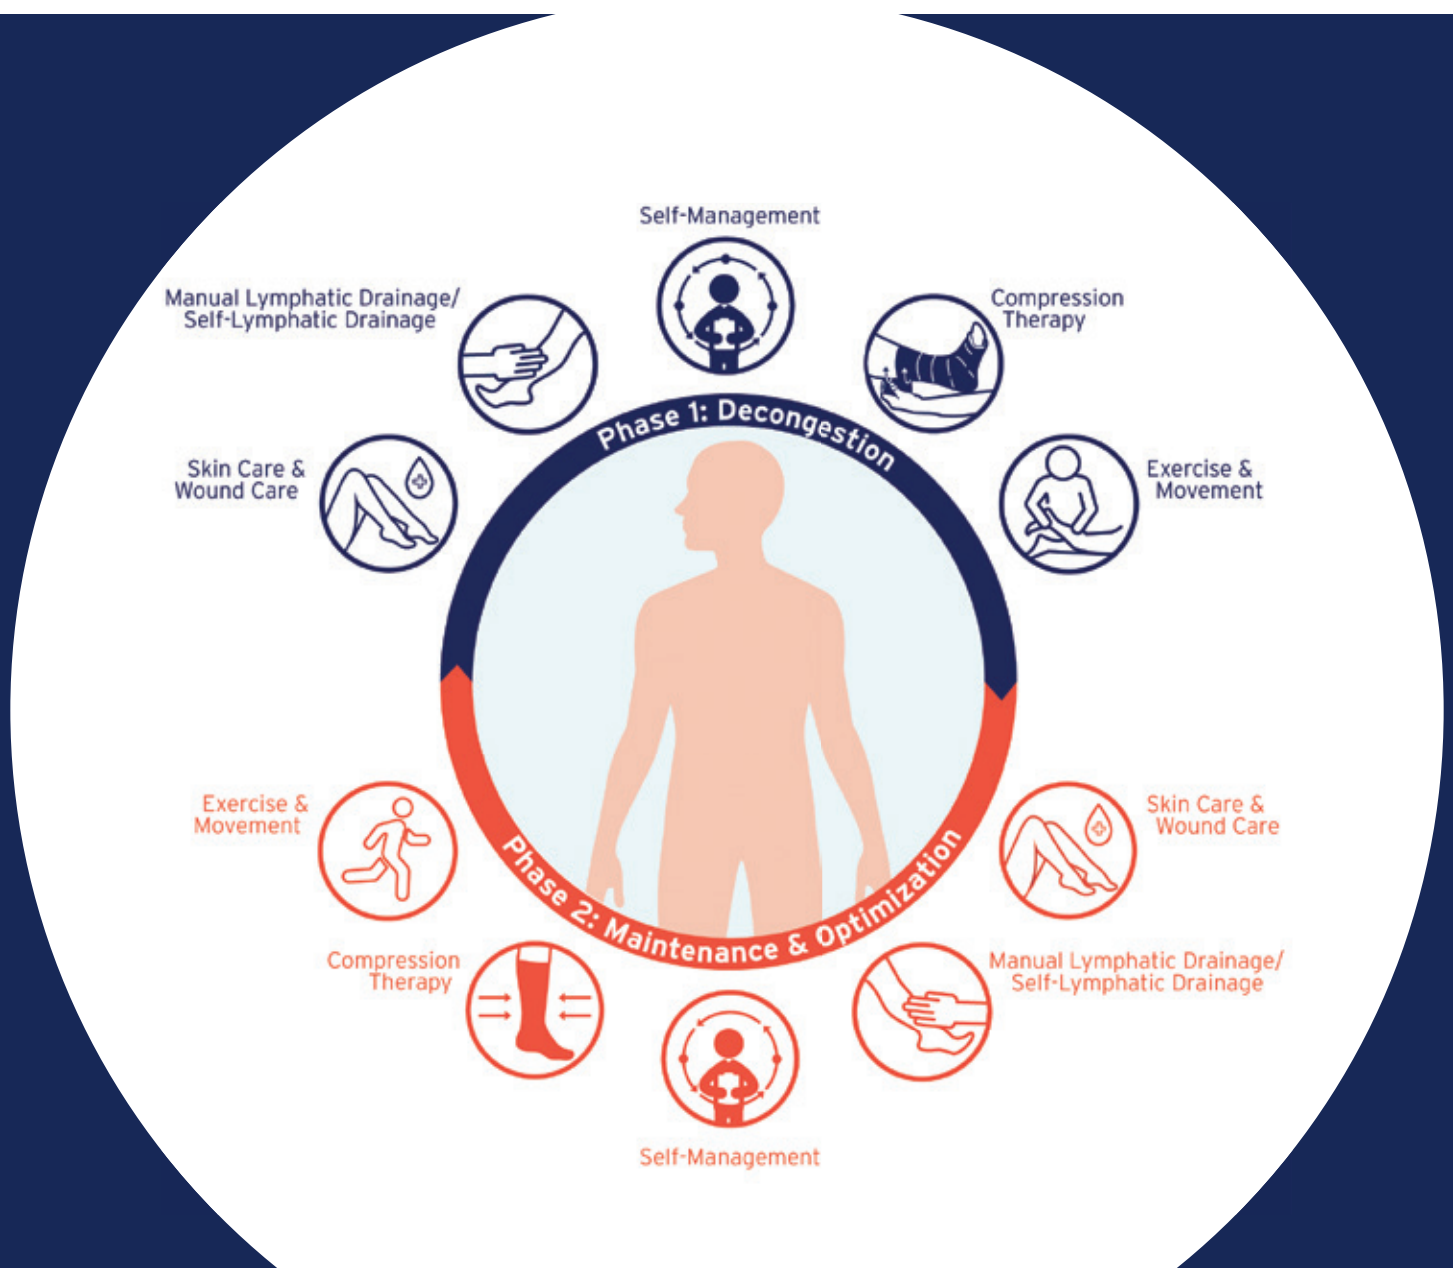 Self-Management
Manual Lymphatic Drainage/
Self-Lymphatic Drainage
Compression
Therapy
Skin Care &
Wound Care
Exercise &
Movement
Phase 1: Decongestion
Phase 2: Maintenance & Optimization
Exercise &
Movement
Skin Care &
Wound Care
Compression
Therapy
Manual Lymphatic Drainage/
Self-Lymphatic Drainage
Self-Management